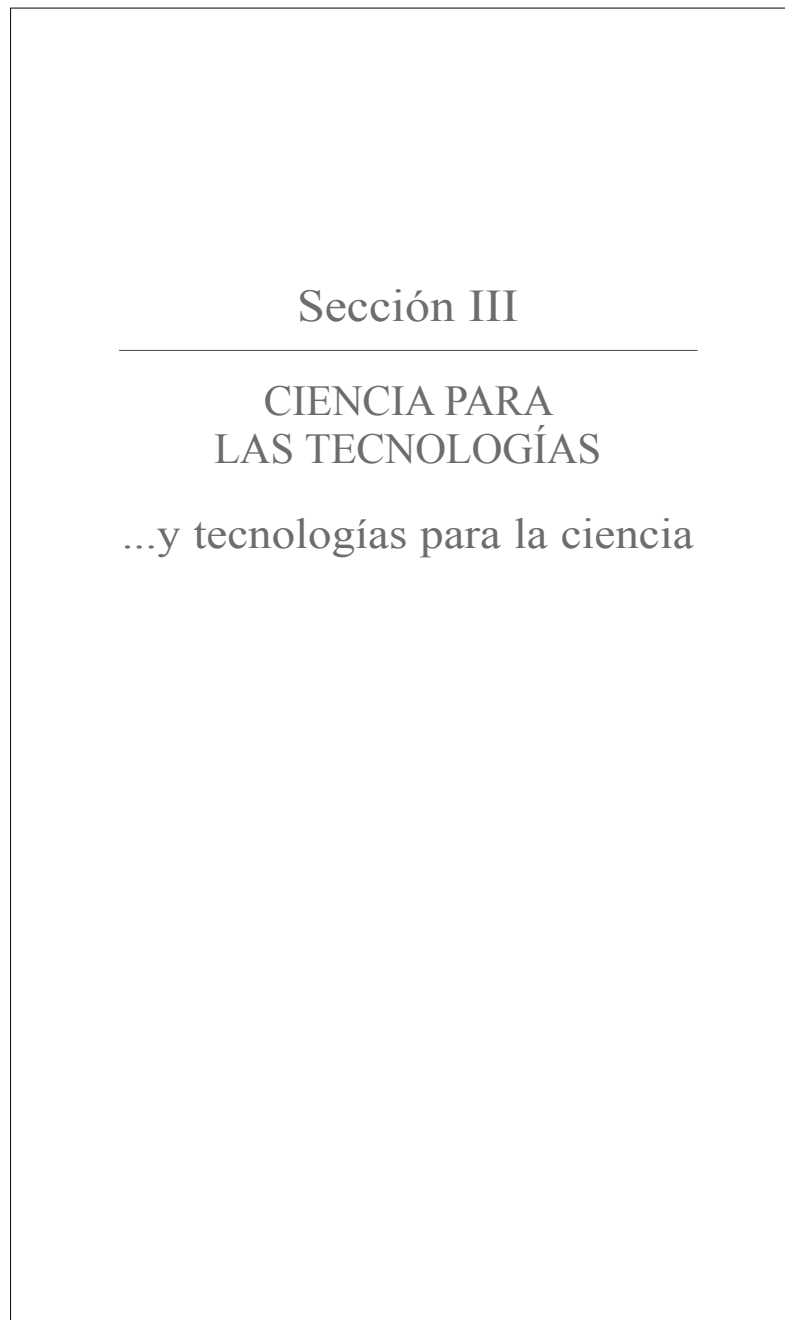 Sección III
CIENCIA PARA
LAS TECNOLOGÍAS
...y tecnologías para la ciencia